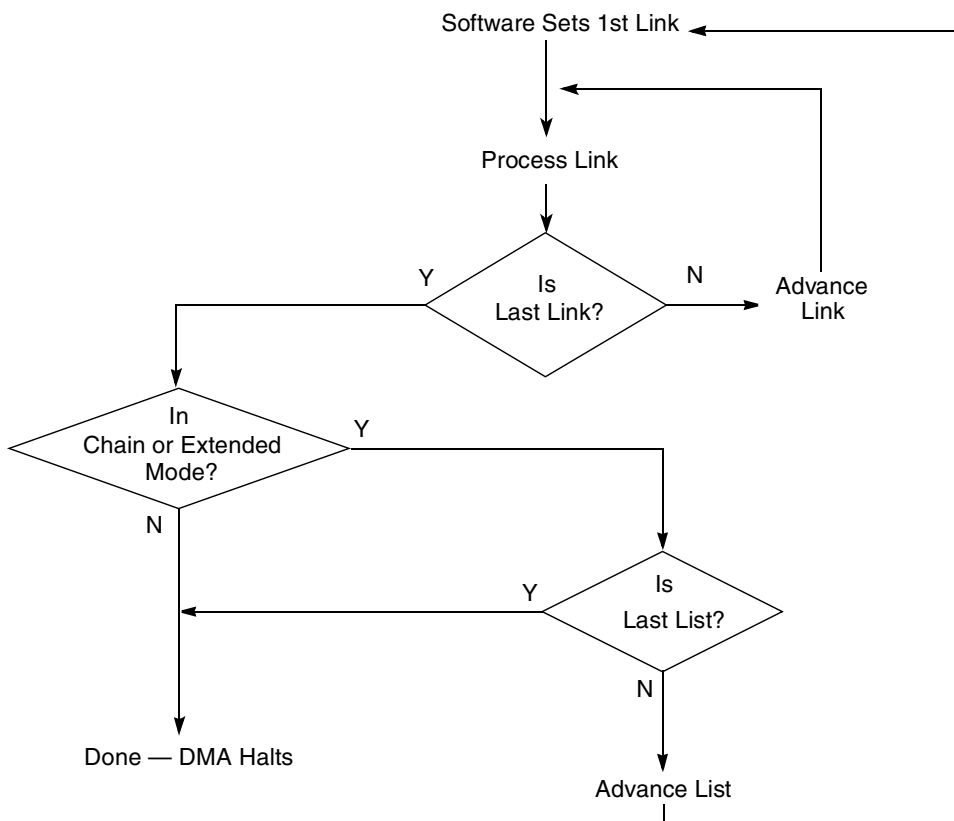 Software Sets 1st Link
Process Link
Y
Is
Last Link?
N
Advance
Link
In
Chain or Extended
Mode?
Y
N
Y
Is
Last List?
N
Done — DMA Halts
Advance List